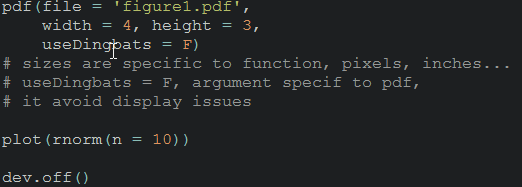 pdf(file = 'figure1.pdf',
    width = 4, height = 3,
    useDingbats = F)
# sizes are specific to function, pixels, inches...
# useDingbats = F, argument specif to pdf,
# it avoid display issues
plot(rnorm(n = 10))
dev.off()